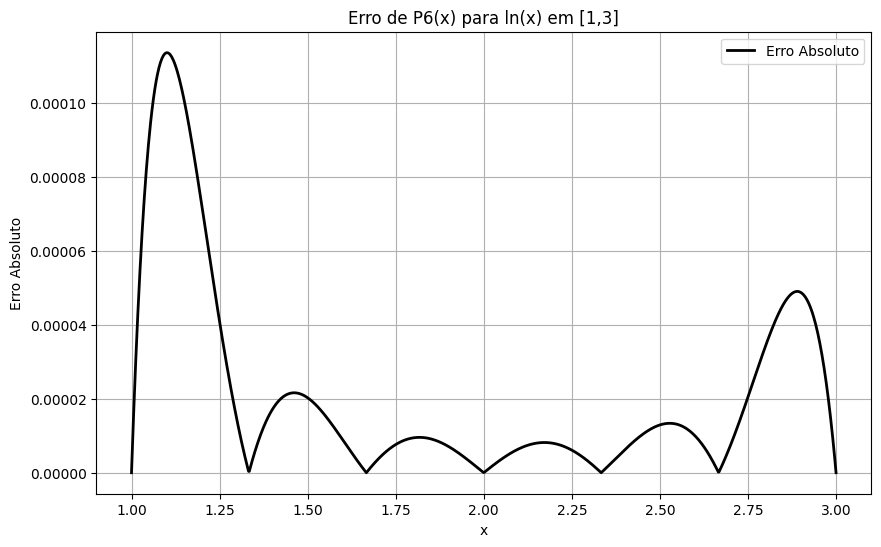 Erro de P6(x) para ln(x) em [1,3]
Erro Absoluto
0.00010
0.00008
0.00006
0.00004
0.00002
0.00000
Erro Absoluto
1.00 1.25 1.50 1.75 2.00 2.25 2.50 2.75 3.00
x